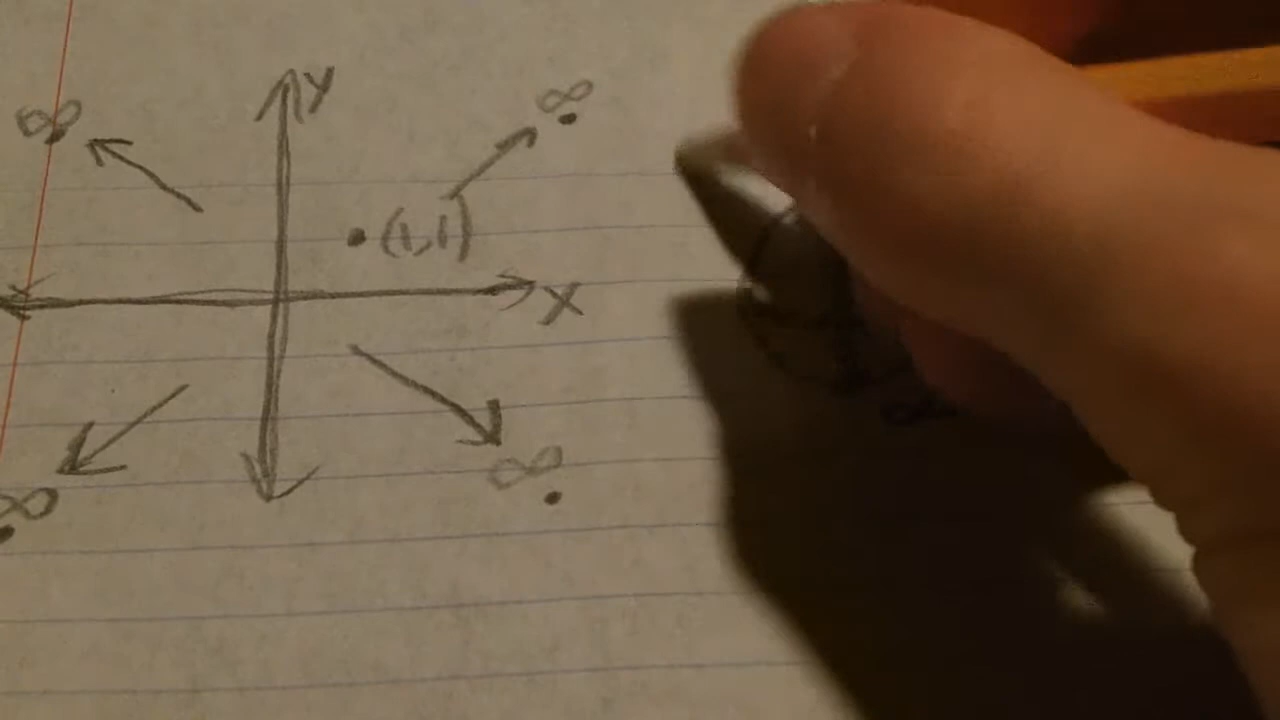 y
∞ ∞
(1,1)
x
∞ ∞